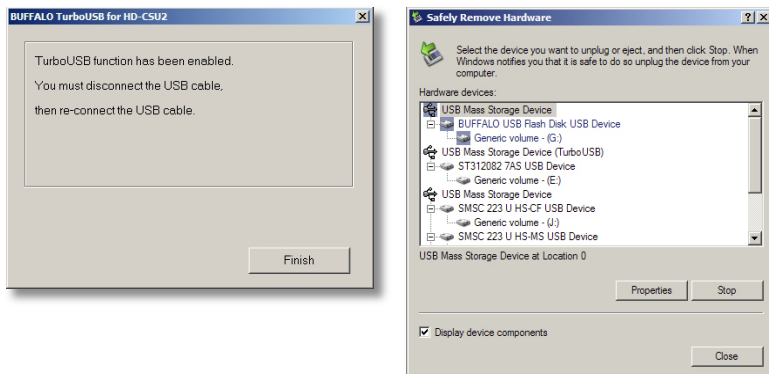 BUFFALO TurboUSB for HD-CSU2
TurboUSB function has been enabled.
You must disconnect the USB cable,
then re-connect the USB cable.
Finish
Safely Remove Hardware
Select the device you want to unplug or eject, and then click Stop. When
Windows notifies you that it is safe to do so unplug the device from your
computer.
Hardware devices:
USB Mass Storage Device
BUFFALO USB Flash Disk USB Device
Generic volume - (G:)
USB Mass Storage Device (TurboUSB)
ST312082 7AS USB Device
Generic volume - (E:)
USB Mass Storage Device
SMSC 223 U HS-CF USB Device
Generic volume - (J:)
SMSC 223 U HS-MS USB Device
USB Mass Storage Device at Location 0
Properties
Stop
Display device components
Close